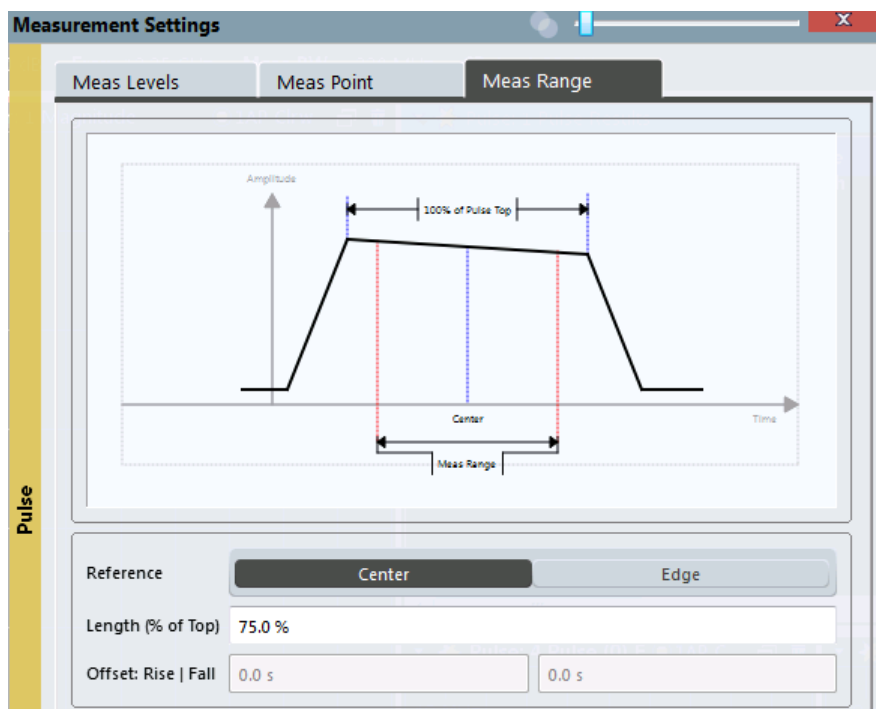 Measurement Settings
x
Meas Levels Meas Point Meas Range
Amplitude
100% of Pulse Top
Center
Time
Meas Range
Pulse
Reference Center Edge
Length (% of Top) 75.0 %
Offset: Rise | Fall 0.0 s 0.0 s